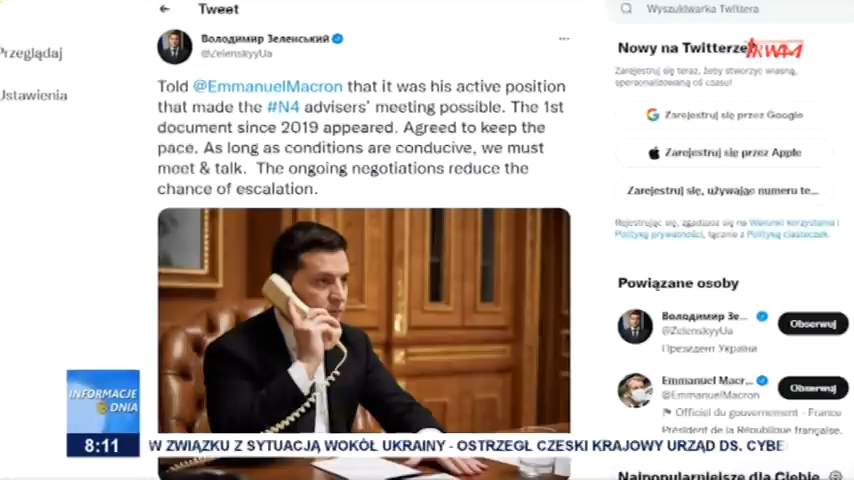 Tweet
Wyszukiwarka Twittera
Przeglądaj
Ustawienia
Володимир Зеленський
@ZelenskyyUa
Told @EmmanuelMacron that it was his active position
that made the #N4 advisers' meeting possible. The 1st
document since 2019 appeared. Agreed to keep the
pace. As long as conditions are conducive, we must
meet & talk. The ongoing negotiations reduce the
chance of escalation.
Nowy na Twitterze
TRWAM
Zarejestruj się teraz, żeby stworzyć własną,
spersonalizowaną oś czasu!
Zarejestruj się przez Google
Zarejestruj się przez Apple
Zarejestruj się, używając numeru te...
Rejestrując się, zgadzasz się na Warunki korzystania i
Politykę prywatności, łącznie z Polityką ciasteczek.
Powiązane osoby
Володимир Зе...
@ZelenskyyUa
Obserwuj
Президент України
Emmanuel Macr...
@EmmanuelMacron
Obserwuj
Officiel du gouvernement - France
Président de la République française.
Najpopularniejsze dla Ciebie
INFORMACJE
DNIA
8:11
W ZWIĄZKU Z SYTUACJĄ WOKÓŁ UKRAINY - OSTRZEGŁ CZESKI KRAJOWY URZĄD DS. CYBE